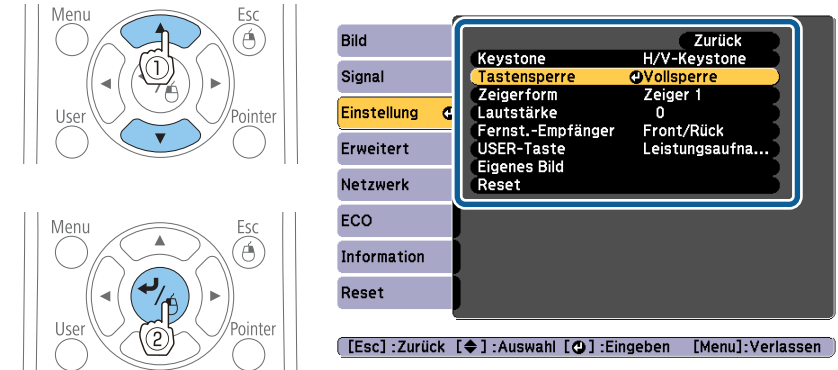 Menu
Esc
1
User
Pointer
Menu
Esc
User
2
Pointer
Bild
Signal
Einstellung
Erweitert
Netzwerk
ECO
Information
Reset
Zurück
Keystone H/V-Keystone
Tastensperre Vollsperre
Zeigerform Zeiger 1
Lautstärke 0
Fernst.-Empfänger Front/Rück
USER-Taste Leistungsaufna...
Eigenes Bild
Reset
[Esc] :Zurück [◆] :Auswahl [↵] :Eingeben [Menu]:Verlassen